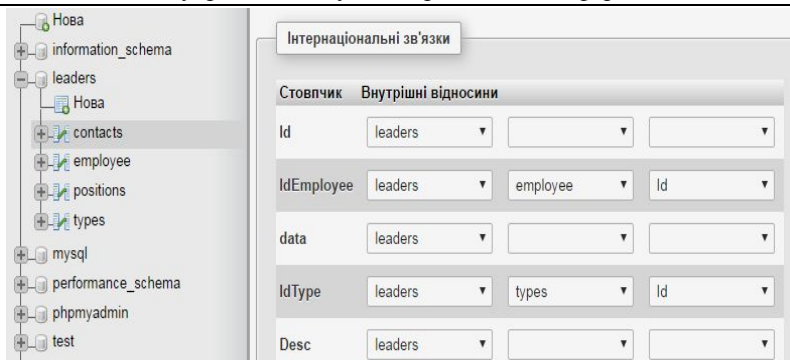 Нова
information_schema
leaders
Нова
contacts
employee
positions
types
mysql
performance_schema
phpmyadmin
test
Інтернаціональні зв'язки
Стовпчик Внутрішні відносини
Id leaders
IdEmployee leaders employee Id
data leaders
IdType leaders types Id
Desc leaders